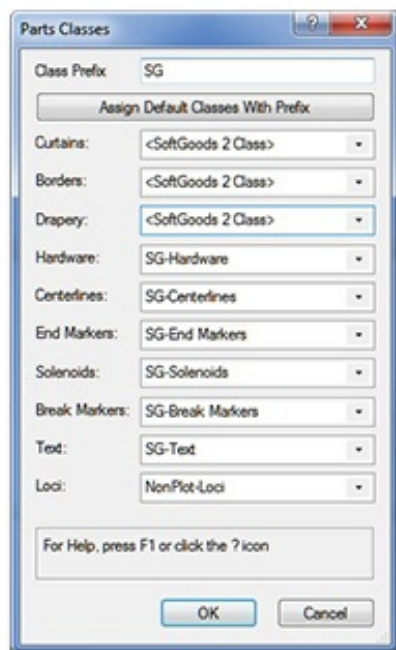 Parts Classes
Class Prefix SG
Assign Default Classes With Prefix
Curtains: <SoftGoods 2 Class>
Borders: <SoftGoods 2 Class>
Drapery: <SoftGoods 2 Class>
Hardware: SG-Hardware
Centerlines: SG-Centerlines
End Markers: SG-End Markers
Solenoids: SG-Solenoids
Break Markers: SG-Break Markers
Text: SG-Text
Loci: NonPlot-Loci
For Help, press F1 or click the ? icon
OK Cancel